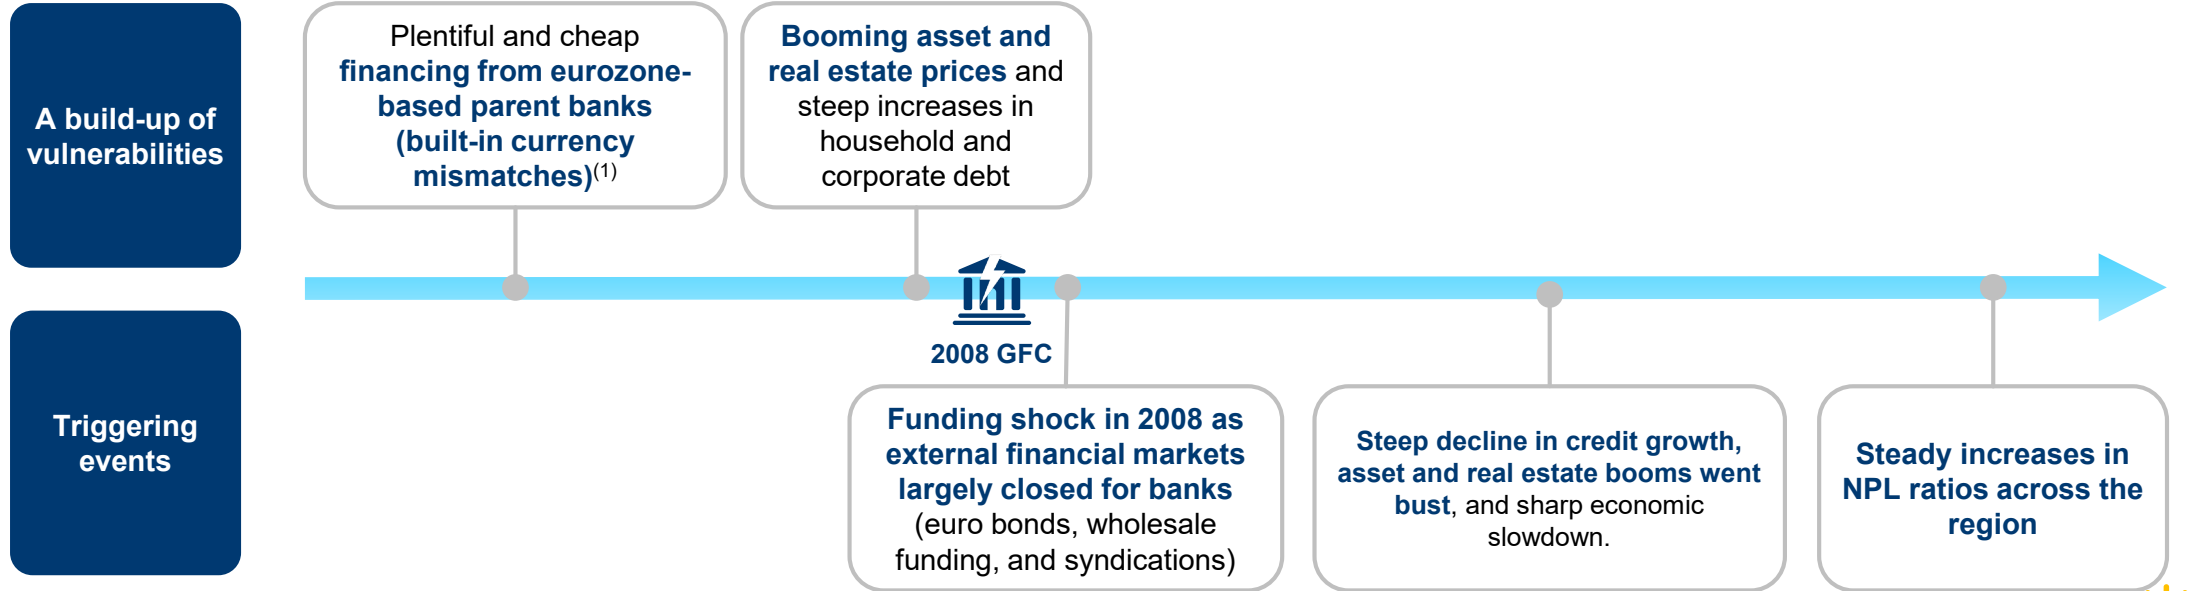 A build-up of
vulnerabilities
Plentiful and cheap
financing from eurozone-
based parent banks
(built-in currency
mismatches)(1)
Booming asset and
real estate prices and
steep increases in
household and
corporate debt
2008 GFC
Triggering
events
Funding shock in 2008 as
external financial markets
largely closed for banks
(euro bonds, wholesale
funding, and syndications)
Steep decline in credit growth,
asset and real estate booms went
bust, and sharp economic
slowdown.
Steady increases in
NPL ratios across the
region